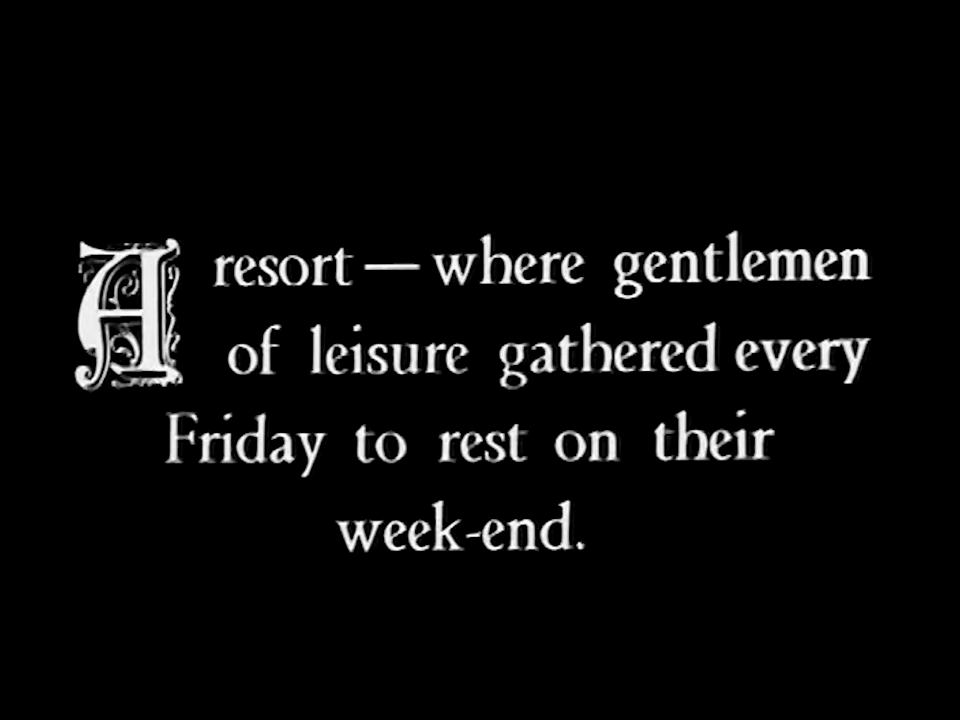 A resort — where gentlemen
of leisure gathered every
Friday to rest on their
week-end.